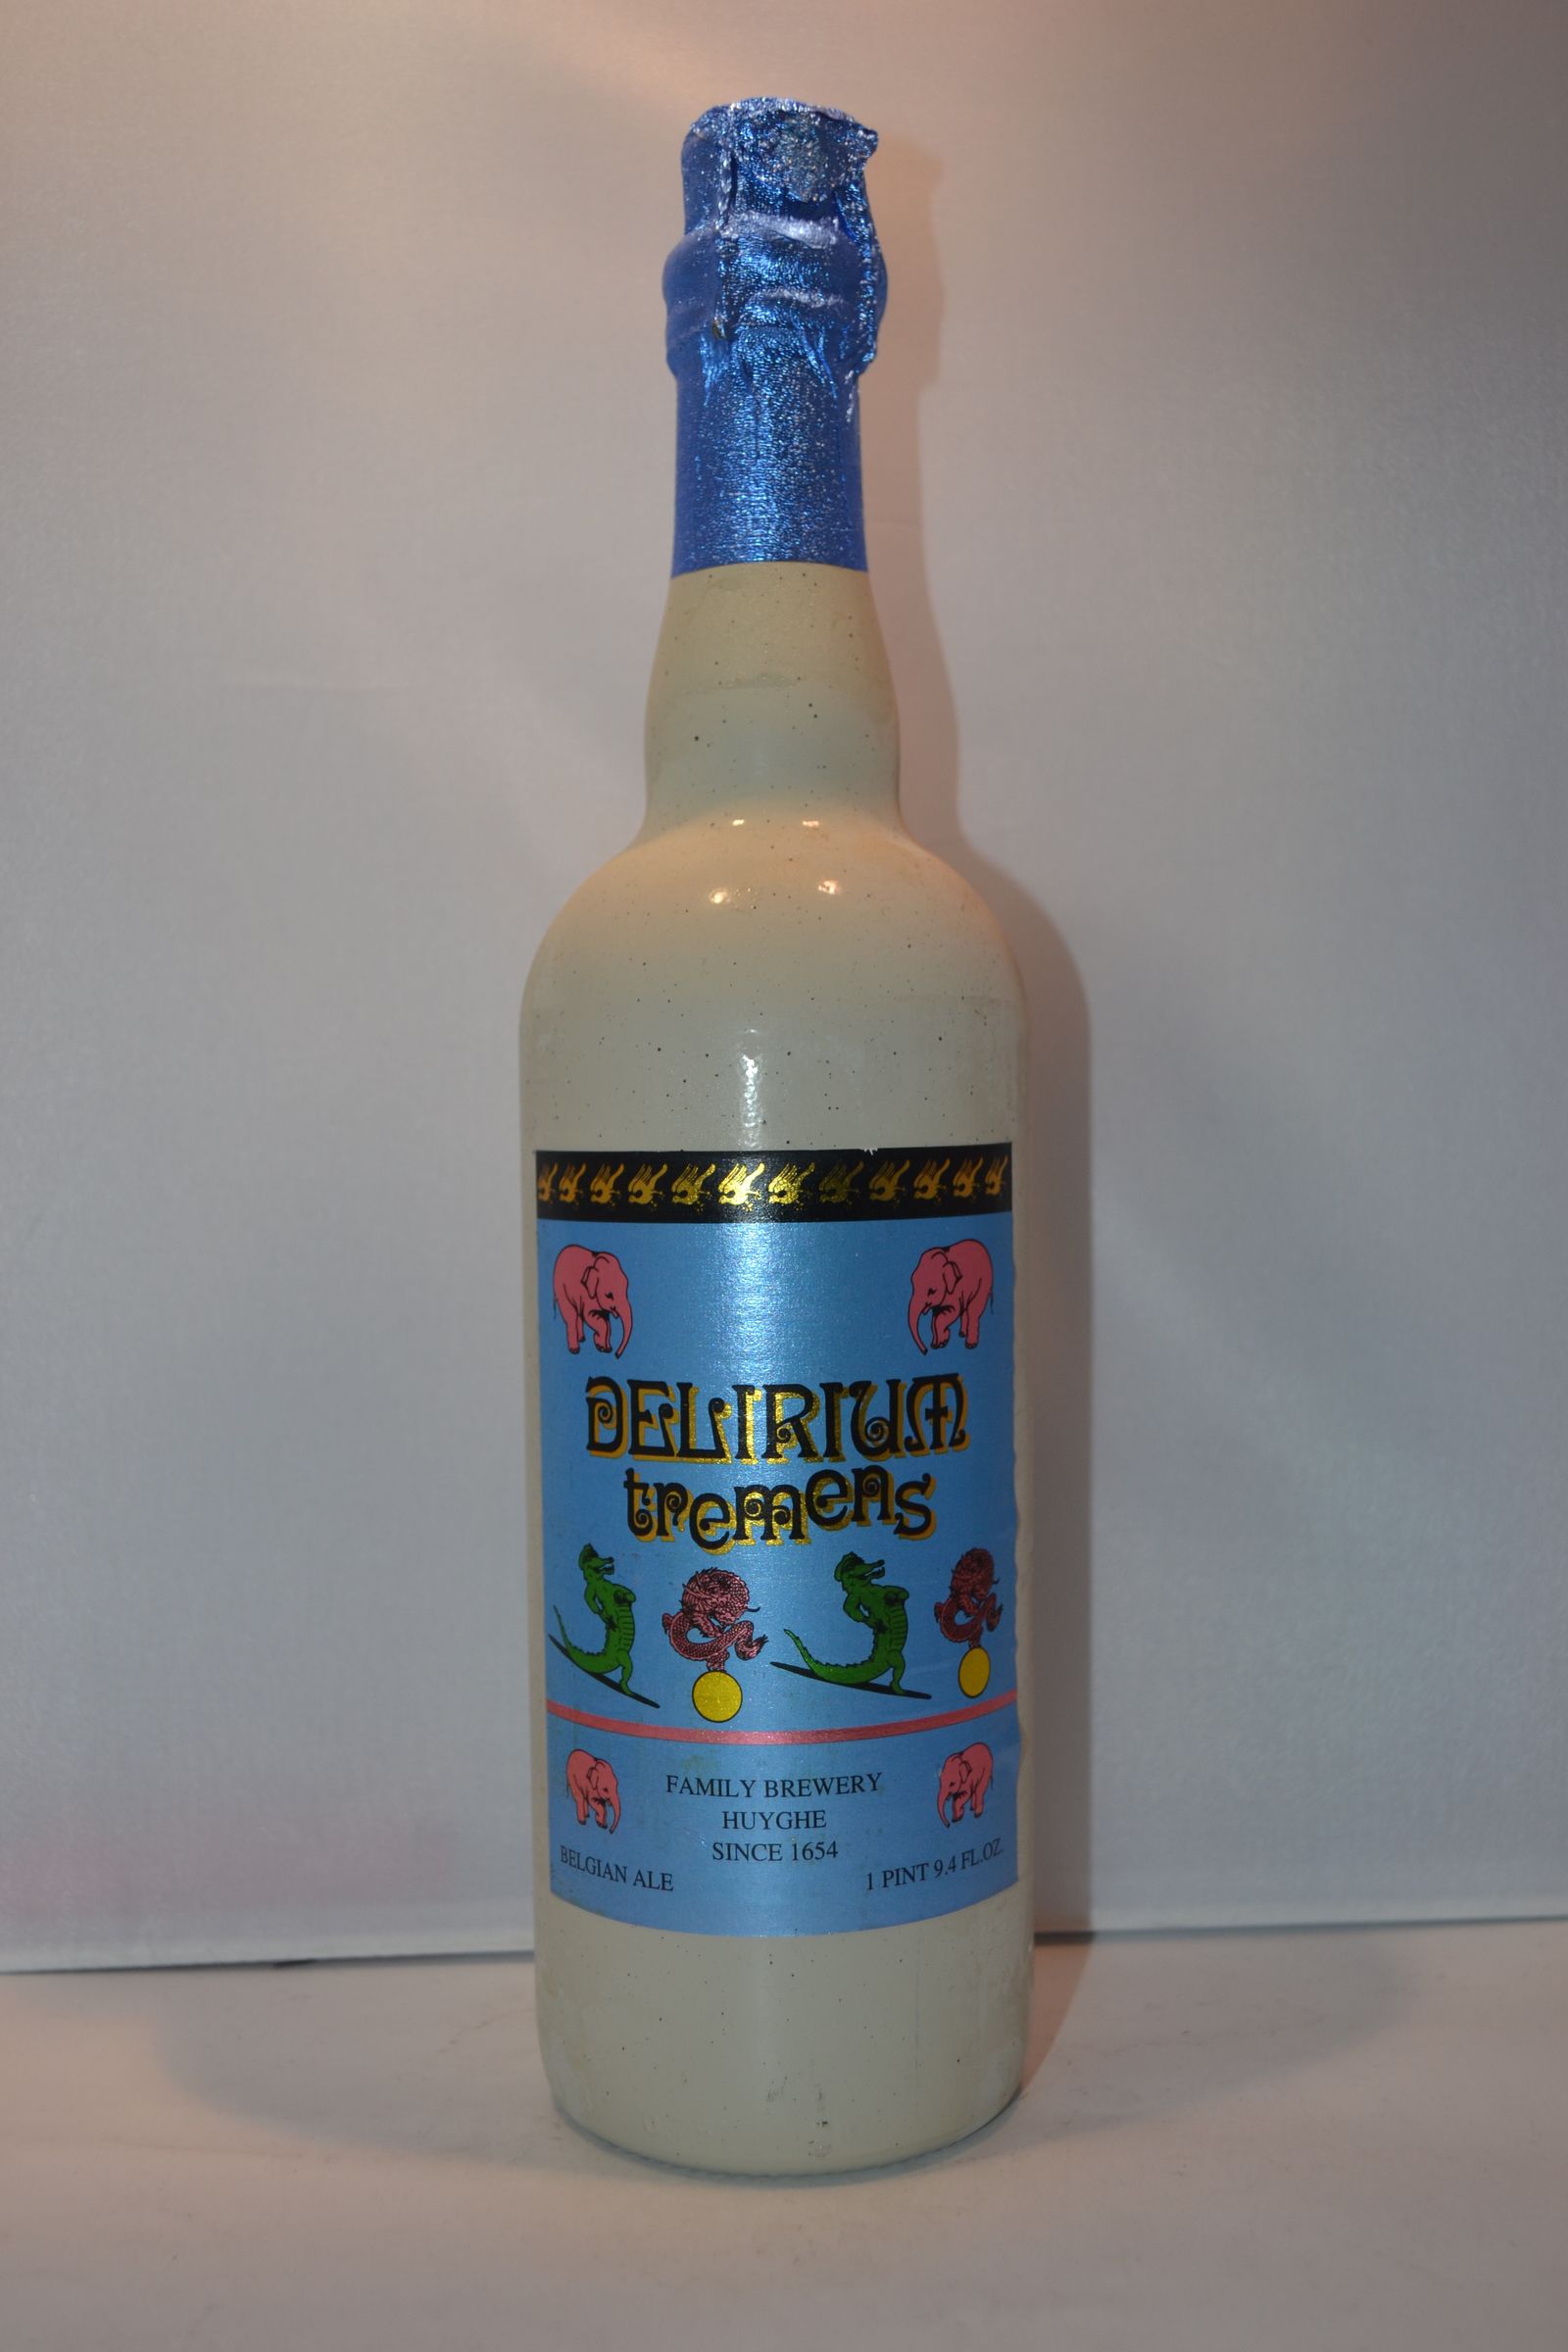 DELIRIUM
tremens
FAMILY BREWERY
HUYGHE
SINCE 1654
BELGIAN ALE
1 PINT 9.4 FL.OZ.